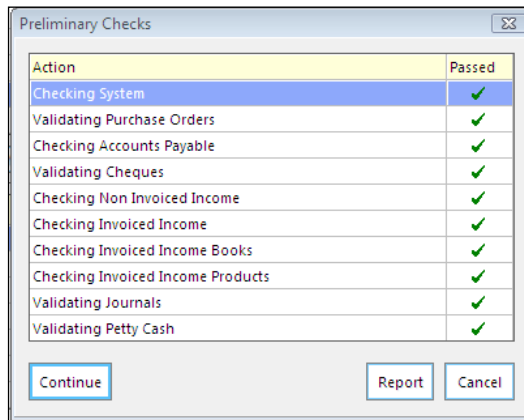 Preliminary Checks
Action Passed
Checking System
Validating Purchase Orders
Checking Accounts Payable
Validating Cheques
Checking Non Invoiced Income
Checking Invoiced Income
Checking Invoiced Income Books
Checking Invoiced Income Products
Validating Journals
Validating Petty Cash
Continue Report Cancel